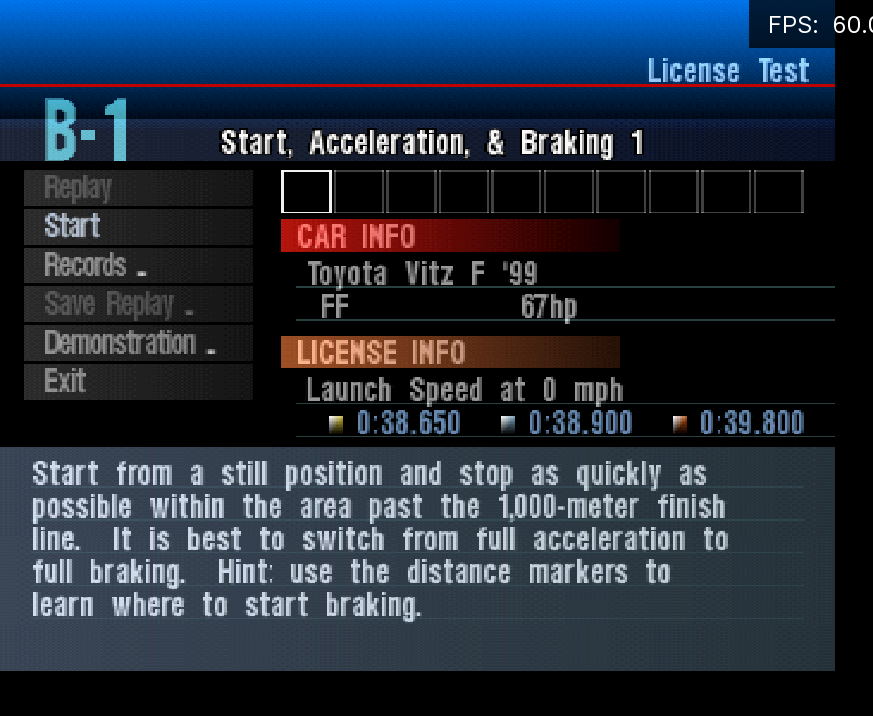 FPS: 60.0
License Test
B-1
Start, Acceleration, & Braking 1
Replay
Start
Records
Save Replay
Demonstration
Exit
CAR INFO
Toyota Vitz F '99
FF 67hp
LICENSE INFO
Launch Speed at 0 mph
0:38.650 0:38.900 0:39.800
Start from a still position and stop as quickly as
possible within the area past the 1,000-meter finish
line. It is best to switch from full acceleration to
full braking. Hint: use the distance markers to
learn where to start braking.